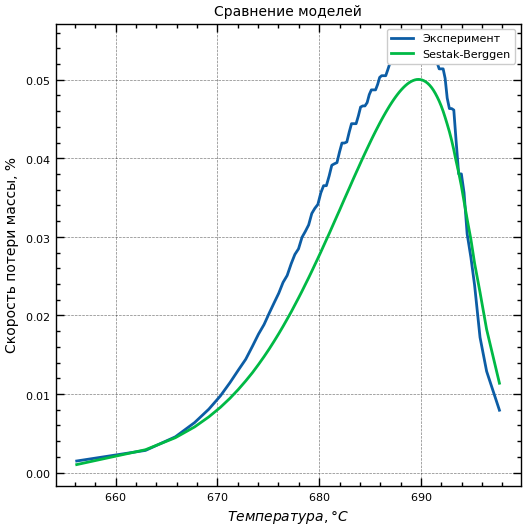 Сравнение моделей
Эксперимент
Sestak-Berggen
0.05
0.04
0.03
0.02
0.01
0.00
Скорость потери массы, %
660 670 680 690
Температура, °C